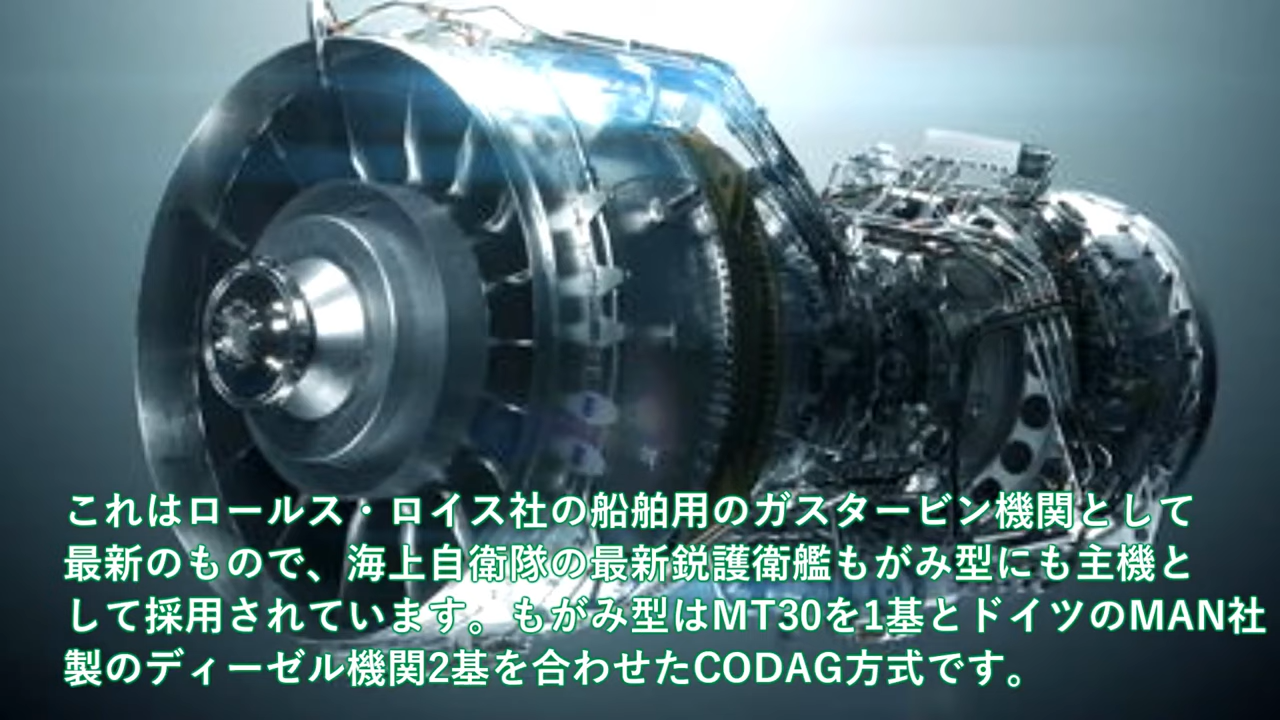 これはロールス・ロイス社の船舶用のガスタービン機関として
最新のもので、海上自衛隊の最新鋭護衛艦もがみ型にも主機と
して採用されています。もがみ型はMT30を1基とドイツのMAN社
製のディーゼル機関2基を合わせたCODAG方式です。